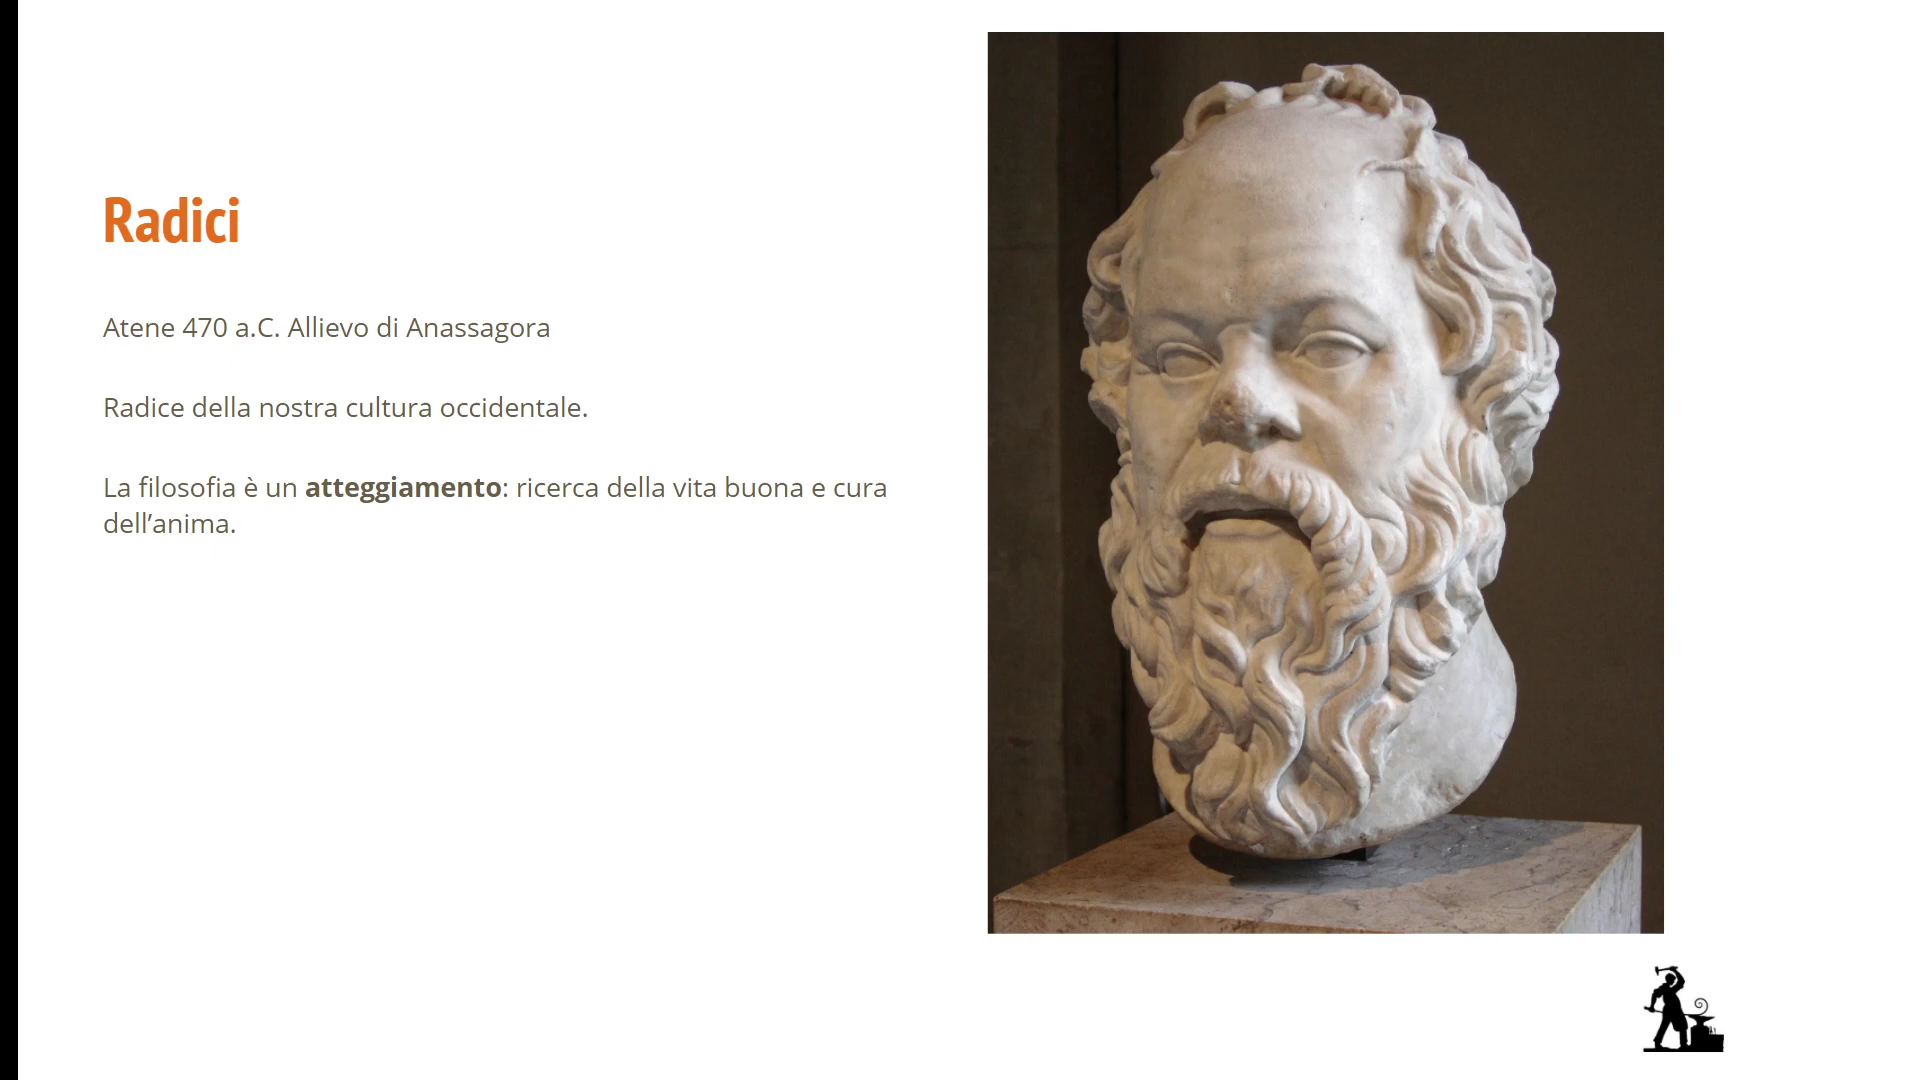 Radici
Atene 470 a.C. Allievo di Anassagora
Radice della nostra cultura occidentale.
La filosofia è un atteggiamento: ricerca della vita buona e cura
dell’anima.